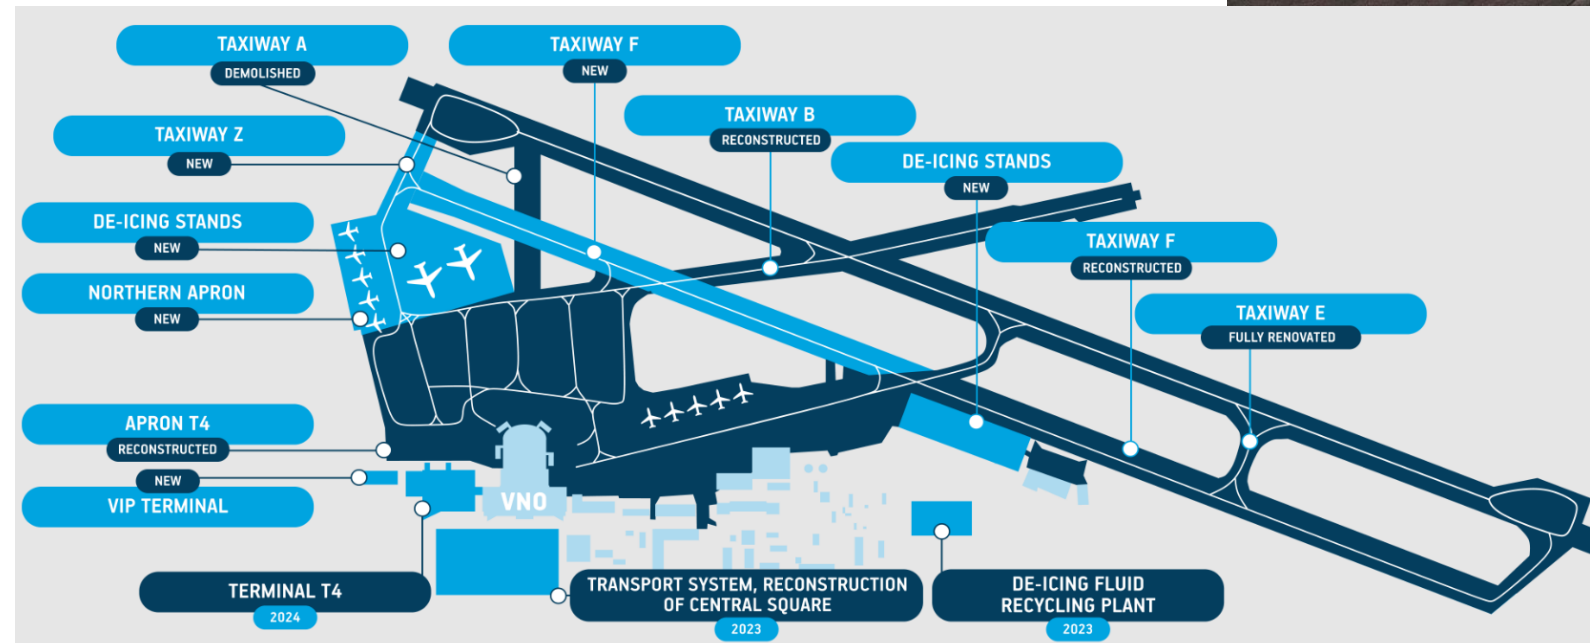 TAXIWAY A
DEMOLISHED
TAXIWAY F
NEW
TAXIWAY B
RECONSTRUCTED
TAXIWAY Z
NEW
DE-ICING STANDS
NEW
DE-ICING STANDS
NEW
TAXIWAY F
RECONSTRUCTED
NORTHERN APRON
NEW
TAXIWAY E
FULLY RENOVATED
APRON T4
RECONSTRUCTED
NEW
VIP TERMINAL
VNO
TERMINAL T4
2024
TRANSPORT SYSTEM, RECONSTRUCTION
OF CENTRAL SQUARE
2023
DE-ICING FLUID
RECYCLING PLANT
2023